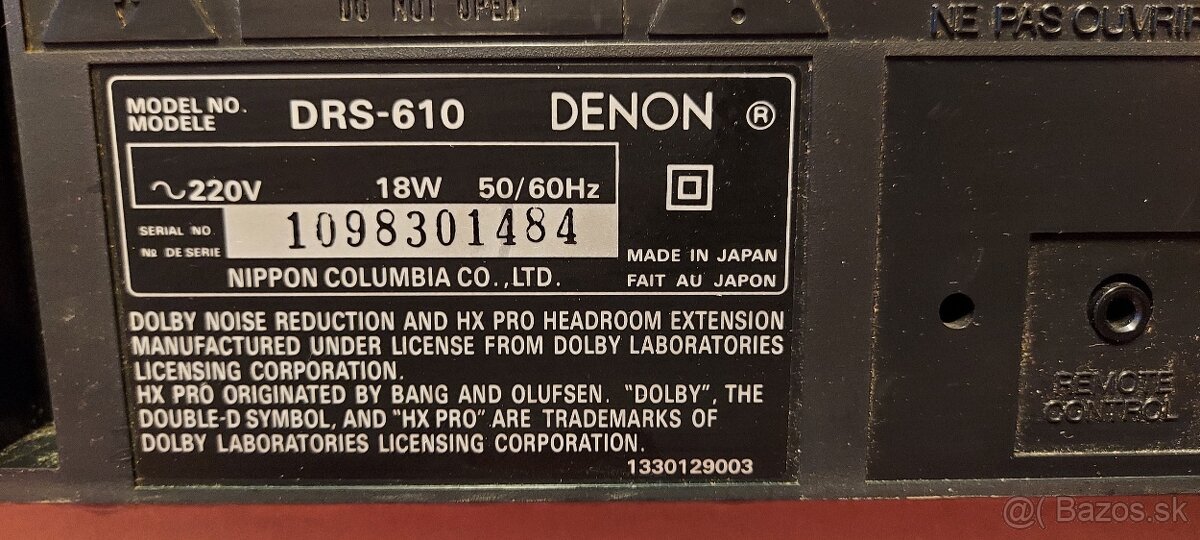 DO NOT OPEN
NE PAS OUVRIR
MODEL NO.
MODELE
DRS-610
DENON ®
~220V 18W 50/60Hz
SERIAL NO.
№ DE SERIE
1098301484
NIPPON COLUMBIA CO.,LTD.
MADE IN JAPAN
FAIT AU JAPON
DOLBY NOISE REDUCTION AND HX PRO HEADROOM EXTENSION
MANUFACTURED UNDER LICENSE FROM DOLBY LABORATORIES
LICENSING CORPORATION.
HX PRO ORIGINATED BY BANG AND OLUFSEN. "DOLBY", THE
DOUBLE-D SYMBOL, AND "HX PRO" ARE TRADEMARKS OF
DOLBY LABORATORIES LICENSING CORPORATION.
1330129003
REMOTE
CONTROL
@( Bazos.sk